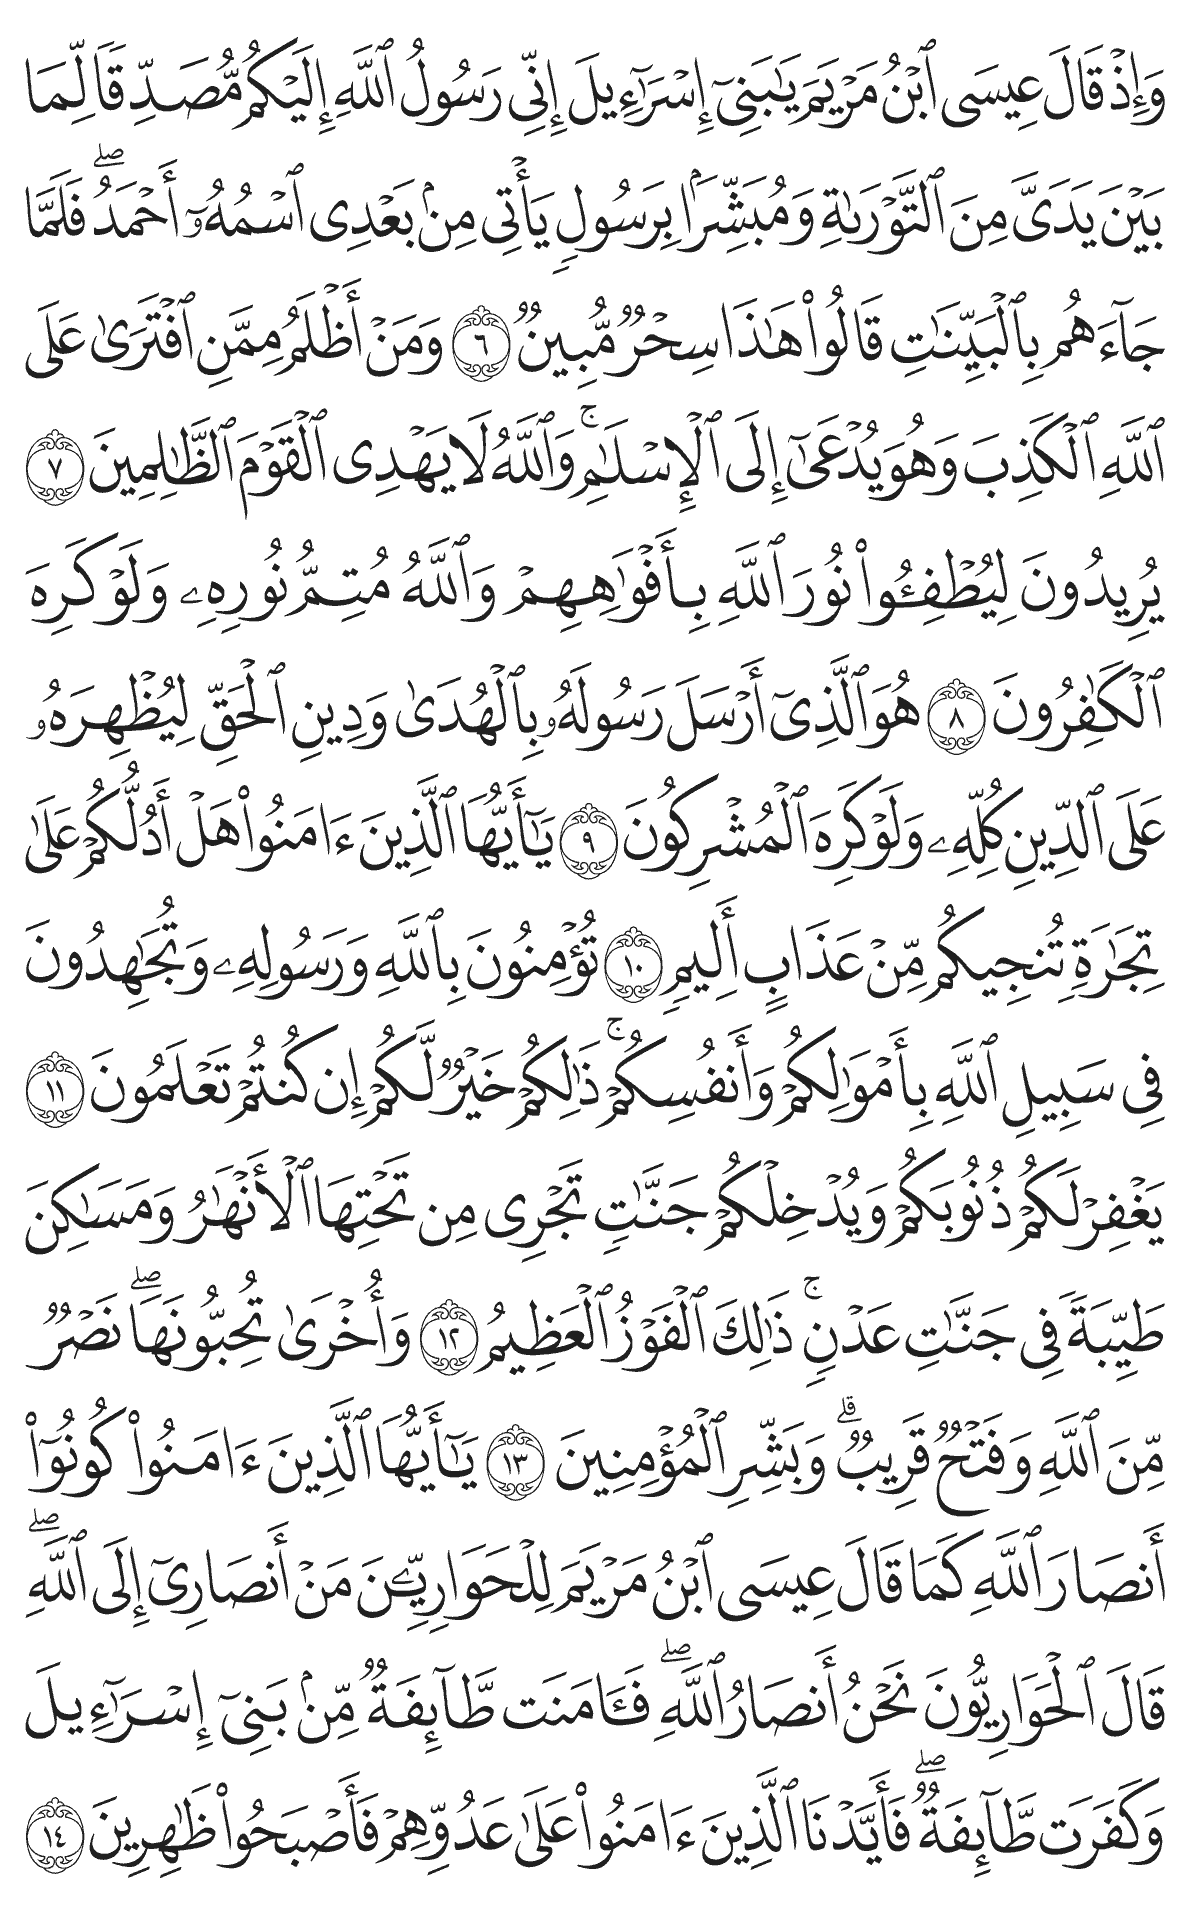 وَإِذْ قَالَ عِيسَى ٱبْنُ مَرْيَمَ يَٰبَنِىٓ إِسْرَٰٓءِيلَ إِنِّى رَسُولُ ٱللَّهِ إِلَيْكُم مُّصَدِّقًا لِّمَا
بَيْنَ يَدَىَّ مِنَ ٱلتَّوْرَىٰةِ وَمُبَشِّرًۢا بِرَسُولٍ يَأْتِى مِنۢ بَعْدِى ٱسْمُهُۥٓ أَحْمَدُ ۖ فَلَمَّا
جَآءَهُم بِٱلْبَيِّنَٰتِ قَالُوا۟ هَٰذَا سِحْرٌ مُّبِينٌ ٦ وَمَنْ أَظْلَمُ مِمَّنِ ٱفْتَرَىٰ عَلَى
ٱللَّهِ ٱلْكَذِبَ وَهُوَ يُدْعَىٰٓ إِلَى ٱلْإِسْلَٰمِ ۚ وَٱللَّهُ لَا يَهْدِى ٱلْقَوْمَ ٱلظَّٰلِمِينَ ٧
يُرِيدُونَ لِيُطْفِـُٔوا۟ نُورَ ٱللَّهِ بِأَفْوَٰهِهِمْ وَٱللَّهُ مُتِمُّ نُورِهِۦ وَلَوْ كَرِهَ
ٱلْكَٰفِرُونَ ٨ هُوَ ٱلَّذِىٓ أَرْسَلَ رَسُولَهُۥ بِٱلْهُدَىٰ وَدِينِ ٱلْحَقِّ لِيُظْهِرَهُۥ
عَلَى ٱلدِّينِ كُلِّهِۦ وَلَوْ كَرِهَ ٱلْمُشْرِكُونَ ٩ يَٰٓأَيُّهَا ٱلَّذِينَ ءَامَنُوا۟ هَلْ أَدُلُّكُمْ عَلَىٰ
تِجَٰرَةٍ تُنجِيكُم مِّنْ عَذَابٍ أَلِيمٍ ١٠ تُؤْمِنُونَ بِٱللَّهِ وَرَسُولِهِۦ وَتُجَٰهِدُونَ
فِى سَبِيلِ ٱللَّهِ بِأَمْوَٰلِكُمْ وَأَنفُسِكُمْ ۚ ذَٰلِكُمْ خَيْرٌ لَّكُمْ إِن كُنتُمْ تَعْلَمُونَ ١١
يَغْفِرْ لَكُمْ ذُنُوبَكُمْ وَيُدْخِلْكُمْ جَنَّٰتٍ تَجْرِى مِن تَحْتِهَا ٱلْأَنْهَٰرُ وَمَسَٰكِنَ
طَيِّبَةً فِى جَنَّٰتِ عَدْنٍ ۚ ذَٰلِكَ ٱلْفَوْزُ ٱلْعَظِيمُ ١٢ وَأُخْرَىٰ تُحِبُّونَهَا ۖ نَصْرٌ
مِّنَ ٱللَّهِ وَفَتْحٌ قَرِيبٌ ۗ وَبَشِّرِ ٱلْمُؤْمِنِينَ ١٣ يَٰٓأَيُّهَا ٱلَّذِينَ ءَامَنُوا۟ كُونُوٓا۟
أَنصَارَ ٱللَّهِ كَمَا قَالَ عِيسَى ٱبْنُ مَرْيَمَ لِلْحَوَارِيِّـۧنَ مَنْ أَنصَارِىٓ إِلَى ٱللَّهِ ۖ
قَالَ ٱلْحَوَارِيُّونَ نَحْنُ أَنصَارُ ٱللَّهِ ۖ فَـَٔامَنَت طَّآئِفَةٌ مِّنۢ بَنِىٓ إِسْرَٰٓءِيلَ
وَكَفَرَت طَّآئِفَةٌ ۖ فَأَيَّدْنَا ٱلَّذِينَ ءَامَنُوا۟ عَلَىٰ عَدُوِّهِمْ فَأَصْبَحُوا۟ ظَٰهِرِينَ ١٤